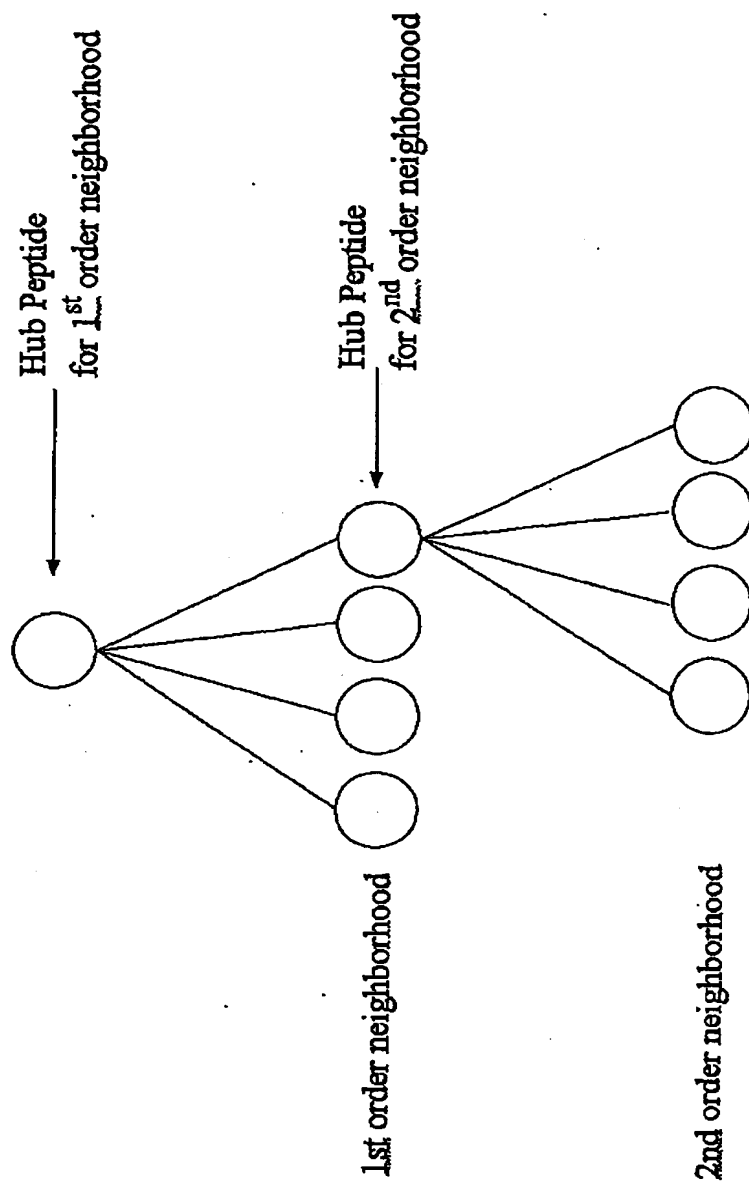 Hub Peptide
for 1st order neighborhood
Hub Peptide
for 2nd order neighborhood
1st order neighborhood
2nd order neighborhood